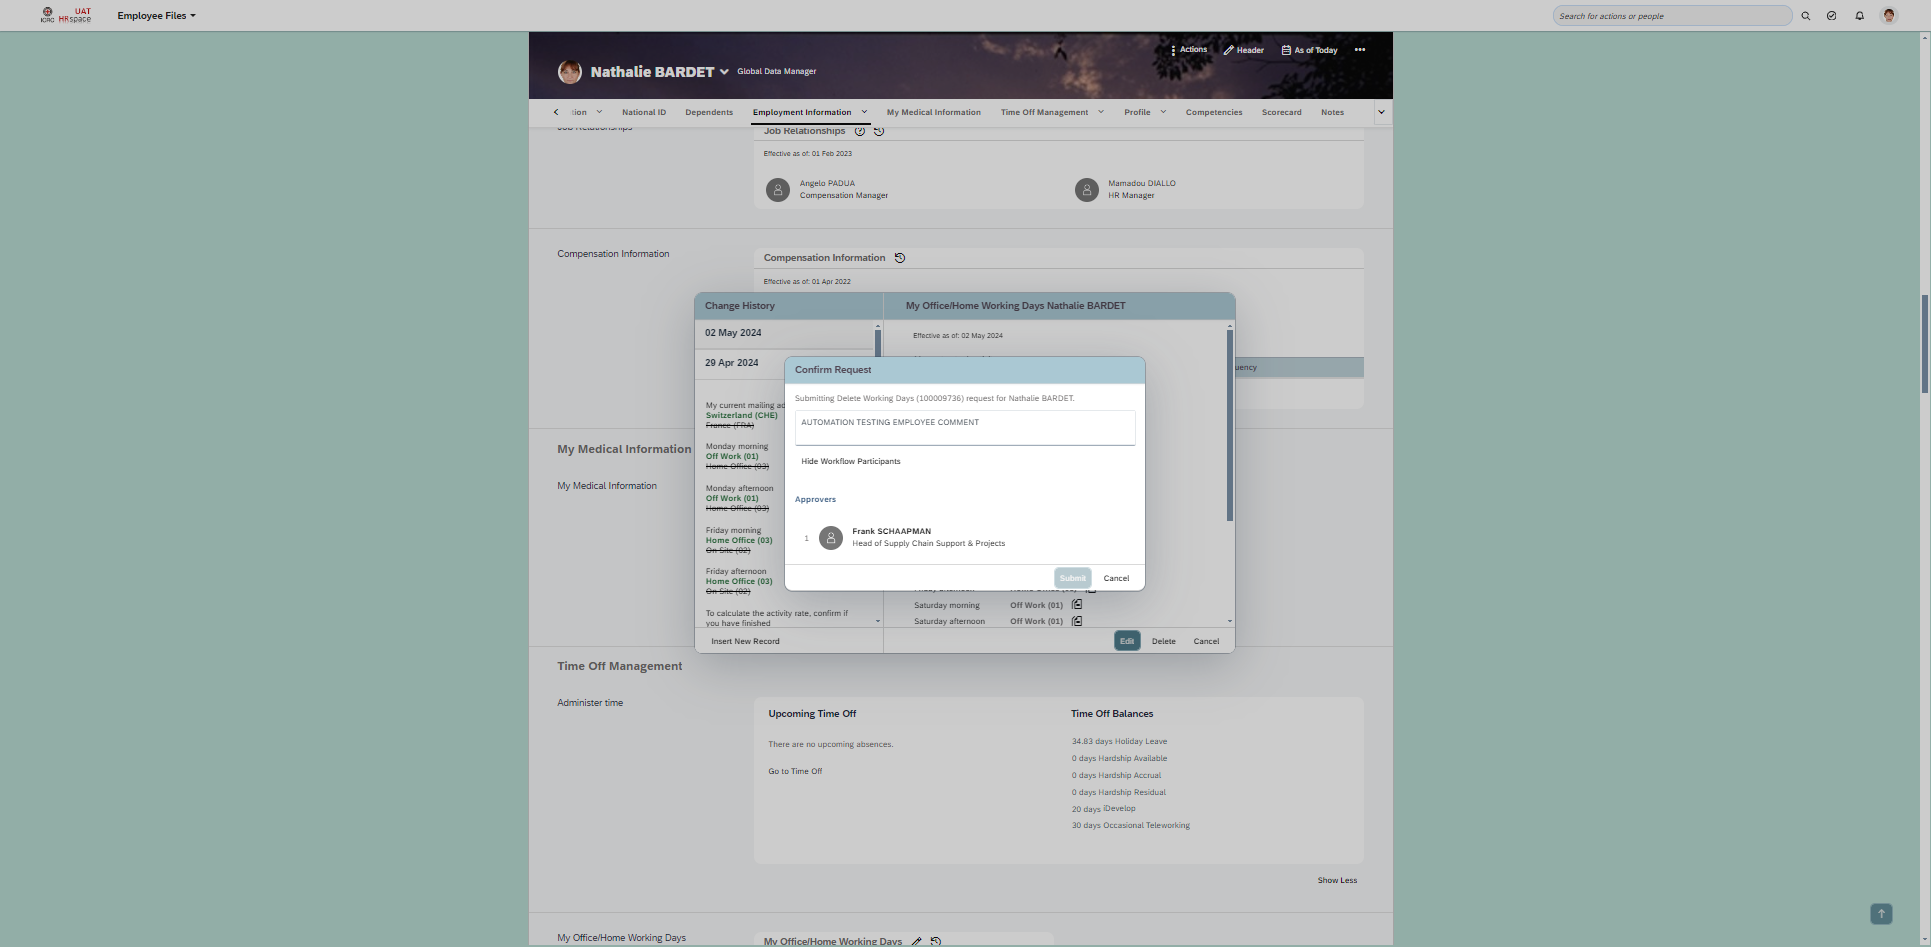 ICRC
UAT
HRspace
Employee Files
Search for actions or people
Actions
Header
As of Today
Nathalie BARDET
Global Data Manager
tion
National ID
Dependents
Employment Information
My Medical Information
Time Off Management
Profile
Competencies
Scorecard
Notes
Job Relationships
Job Relationships
Effective as of: 01 Feb 2023
Angelo PADUA
Compensation Manager
Mamadou DIALLO
HR Manager
Compensation Information
Compensation Information
Effective as of: 01 Apr 2022
uency
Change History
02 May 2024
29 Apr 2024
My current mailing ad
Switzerland (CHE)
France (FRA)
Monday morning
Off Work (01)
Home Office (03)
Monday afternoon
Off Work (01)
Home Office (03)
Friday morning
Home Office (03)
On Site (02)
Friday afternoon
Home Office (03)
On Site (02)
To calculate the activity rate, confirm if
you have finished
Insert New Record
My Office/Home Working Days Nathalie BARDET
Effective as of: 02 May 2024
Saturday morning
Off Work (01)
Saturday afternoon
Off Work (01)
Edit
Delete
Cancel
Confirm Request
Submitting Delete Working Days (100009736) request for Nathalie BARDET.
AUTOMATION TESTING EMPLOYEE COMMENT
Hide Workflow Participants
Approvers
1
Frank SCHAAPMAN
Head of Supply Chain Support & Projects
Submit
Cancel
My Medical Information
My Medical Information
Time Off Management
Administer time
Upcoming Time Off
There are no upcoming absences.
Go to Time Off
Time Off Balances
34.83 days Holiday Leave
0 days Hardship Available
0 days Hardship Accrual
0 days Hardship Residual
20 days iDevelop
30 days Occasional Teleworking
Show Less
My Office/Home Working Days
My Office/Home Working Days